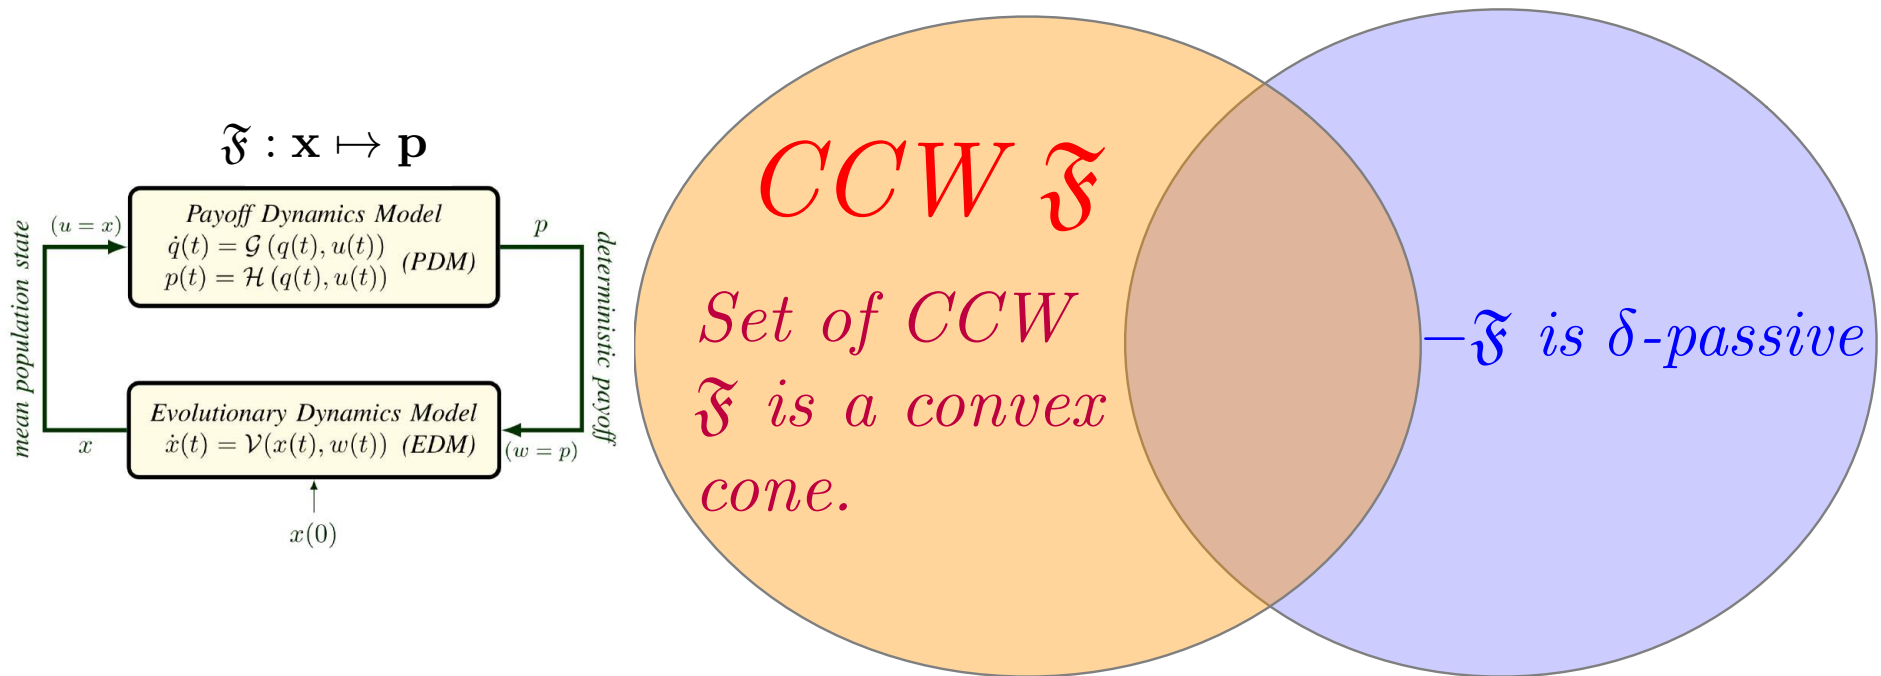 𝔉 : x ↦ p
mean population state
(u = x)
Payoff Dynamics Model
q̇(t) = 𝒢 (q(t), u(t))
p(t) = ℋ (q(t), u(t))
(PDM)
p
deterministic payoff
Evolutionary Dynamics Model
ẋ(t) = 𝒱(x(t), w(t)) (EDM)
x
(w = p)
x(0)
CCW 𝔉
Set of CCW
𝔉 is a convex
cone.
−𝔉 is δ-passive